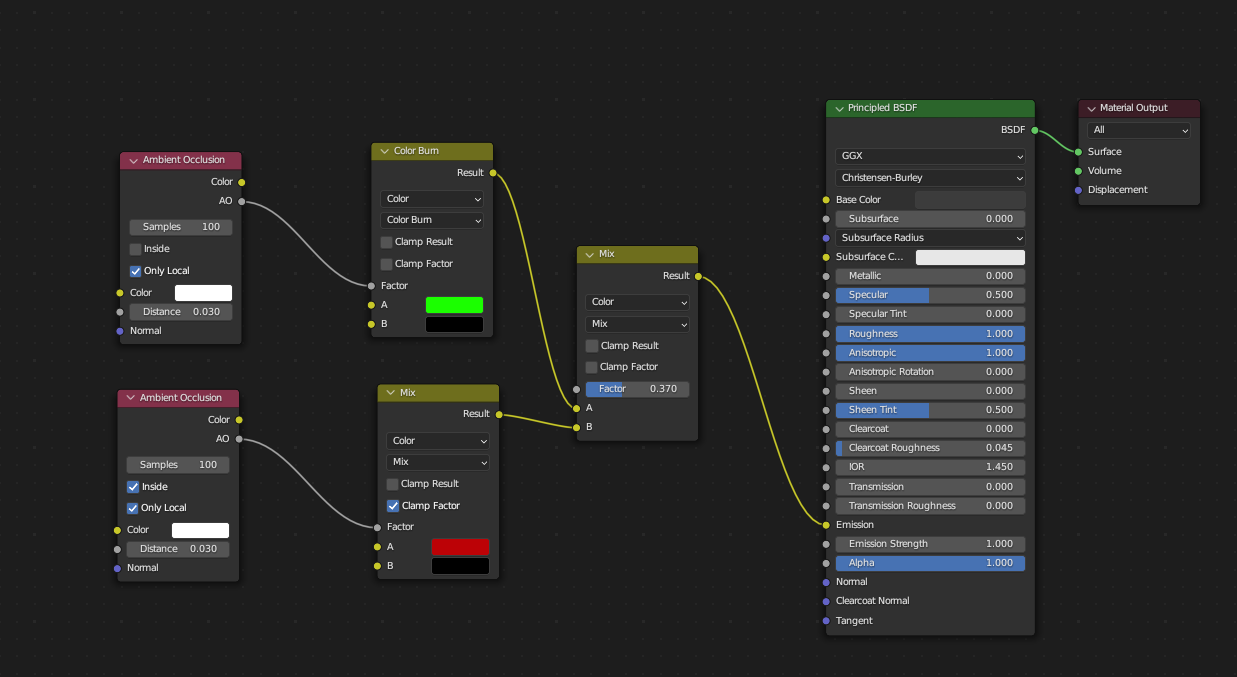 Ambient Occlusion
Color
AO
Samples 100
Inside
Only Local
Color
Distance 0.030
Normal
Ambient Occlusion
Color
AO
Samples 100
Inside
Only Local
Color
Distance 0.030
Normal
Color Burn
Result
Color
Color Burn
Clamp Result
Clamp Factor
Factor
A
B
Mix
Result
Color
Mix
Clamp Result
Clamp Factor
Factor
A
B
Mix
Result
Color
Mix
Clamp Result
Clamp Factor
Factor 0.370
A
B
Principled BSDF
BSDF
GGX
Christensen-Burley
Base Color
Subsurface 0.000
Subsurface Radius
Subsurface C...
Metallic 0.000
Specular 0.500
Specular Tint 0.000
Roughness 1.000
Anisotropic 1.000
Anisotropic Rotation 0.000
Sheen 0.000
Sheen Tint 0.500
Clearcoat 0.000
Clearcoat Roughness 0.045
IOR 1.450
Transmission 0.000
Transmission Roughness 0.000
Emission
Emission Strength 1.000
Alpha 1.000
Normal
Clearcoat Normal
Tangent
Material Output
All
Surface
Volume
Displacement